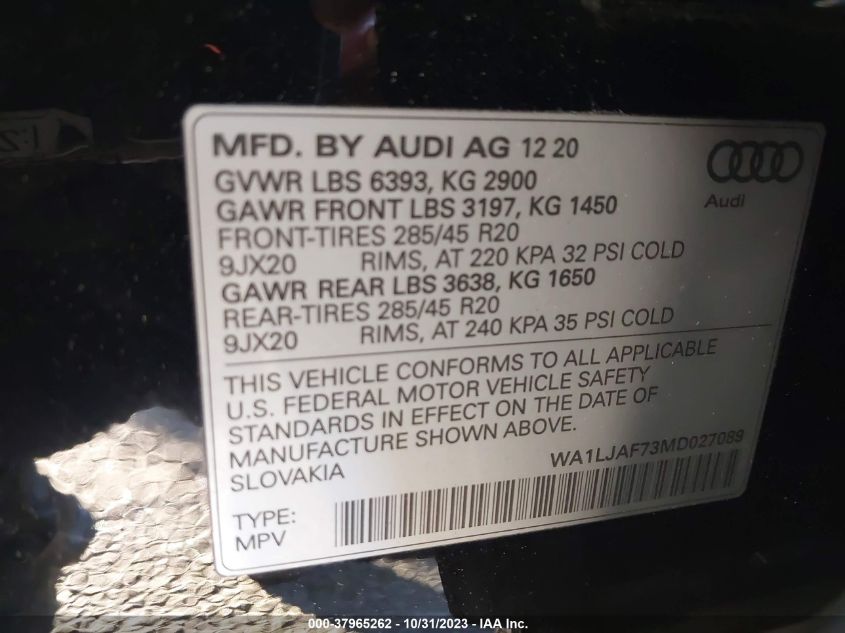 MFD. BY AUDI AG 12 20
GVWR LBS 6393, KG 2900
GAWR FRONT LBS 3197, KG 1450
FRONT-TIRES 285/45 R20
9JX20 RIMS, AT 220 KPA 32 PSI COLD
GAWR REAR LBS 3638, KG 1650
REAR-TIRES 285/45 R20
9JX20 RIMS, AT 240 KPA 35 PSI COLD
Audi
THIS VEHICLE CONFORMS TO ALL APPLICABLE
U.S. FEDERAL MOTOR VEHICLE SAFETY
STANDARDS IN EFFECT ON THE DATE OF
MANUFACTURE SHOWN ABOVE.
SLOVAKIA
WA1LJAF73MD027089
TYPE:
MPV
000-37965262 - 10/31/2023 - IAA Inc.